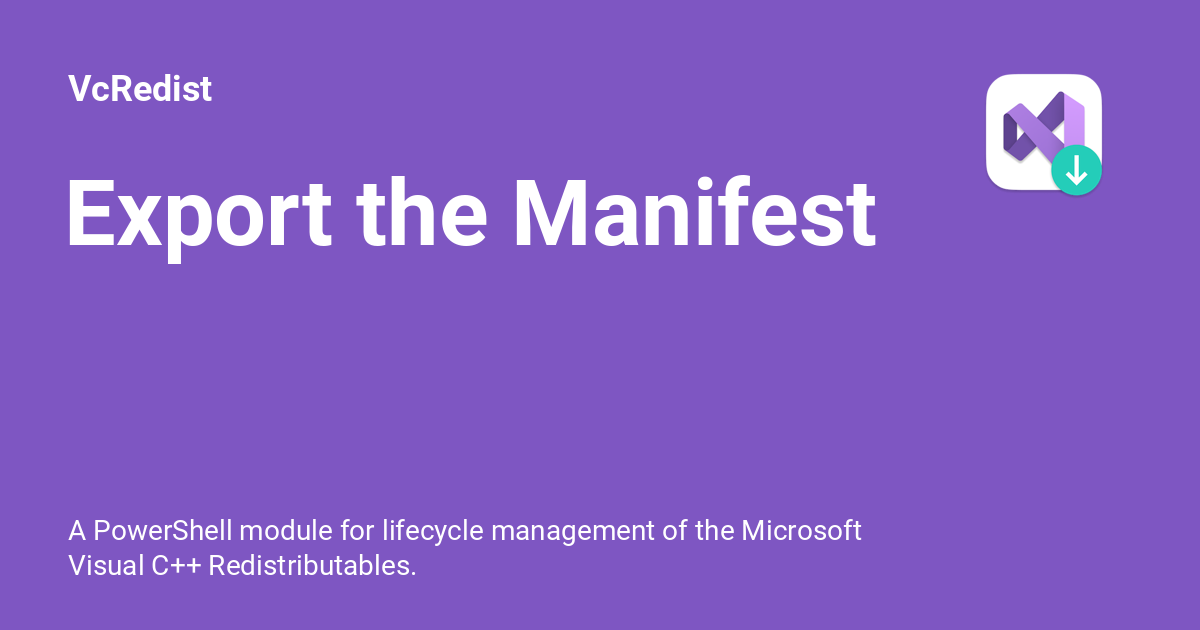 VcRedist
Export the Manifest
A PowerShell module for lifecycle management of the Microsoft
Visual C++ Redistributables.